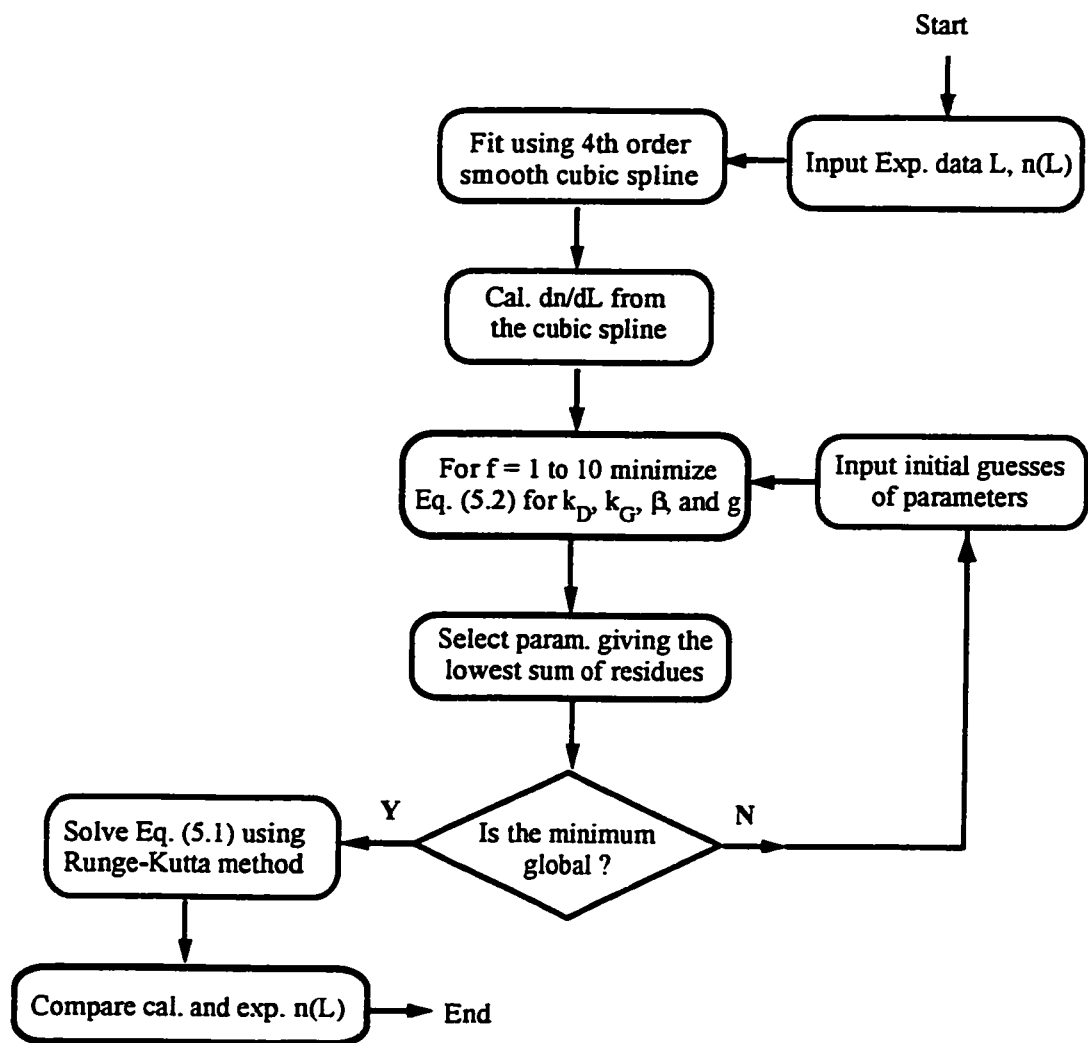 Start
Input Exp. data L, n(L)
Fit using 4th order
smooth cubic spline
Cal. dn/dL from
the cubic spline
For f = 1 to 10 minimize
Eq. (5.2) for k_D, k_G, β, and g
Input initial guesses
of parameters
Select param. giving the
lowest sum of residues
Is the minimum
global ?
Y
N
Solve Eq. (5.1) using
Runge-Kutta method
Compare cal. and exp. n(L)
End